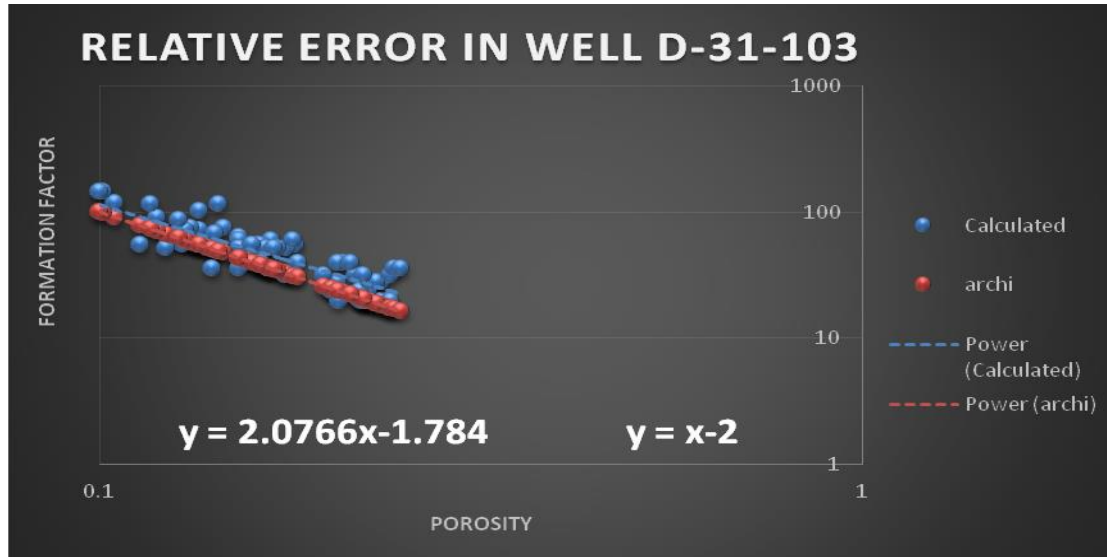 RELATIVE ERROR IN WELL D-31-103
1000
100
10
1
0.1
1
FORMATION FACTOR
POROSITY
y = 2.0766x-1.784
y = x-2
Calculated
archi
Power
(Calculated)
Power (archi)